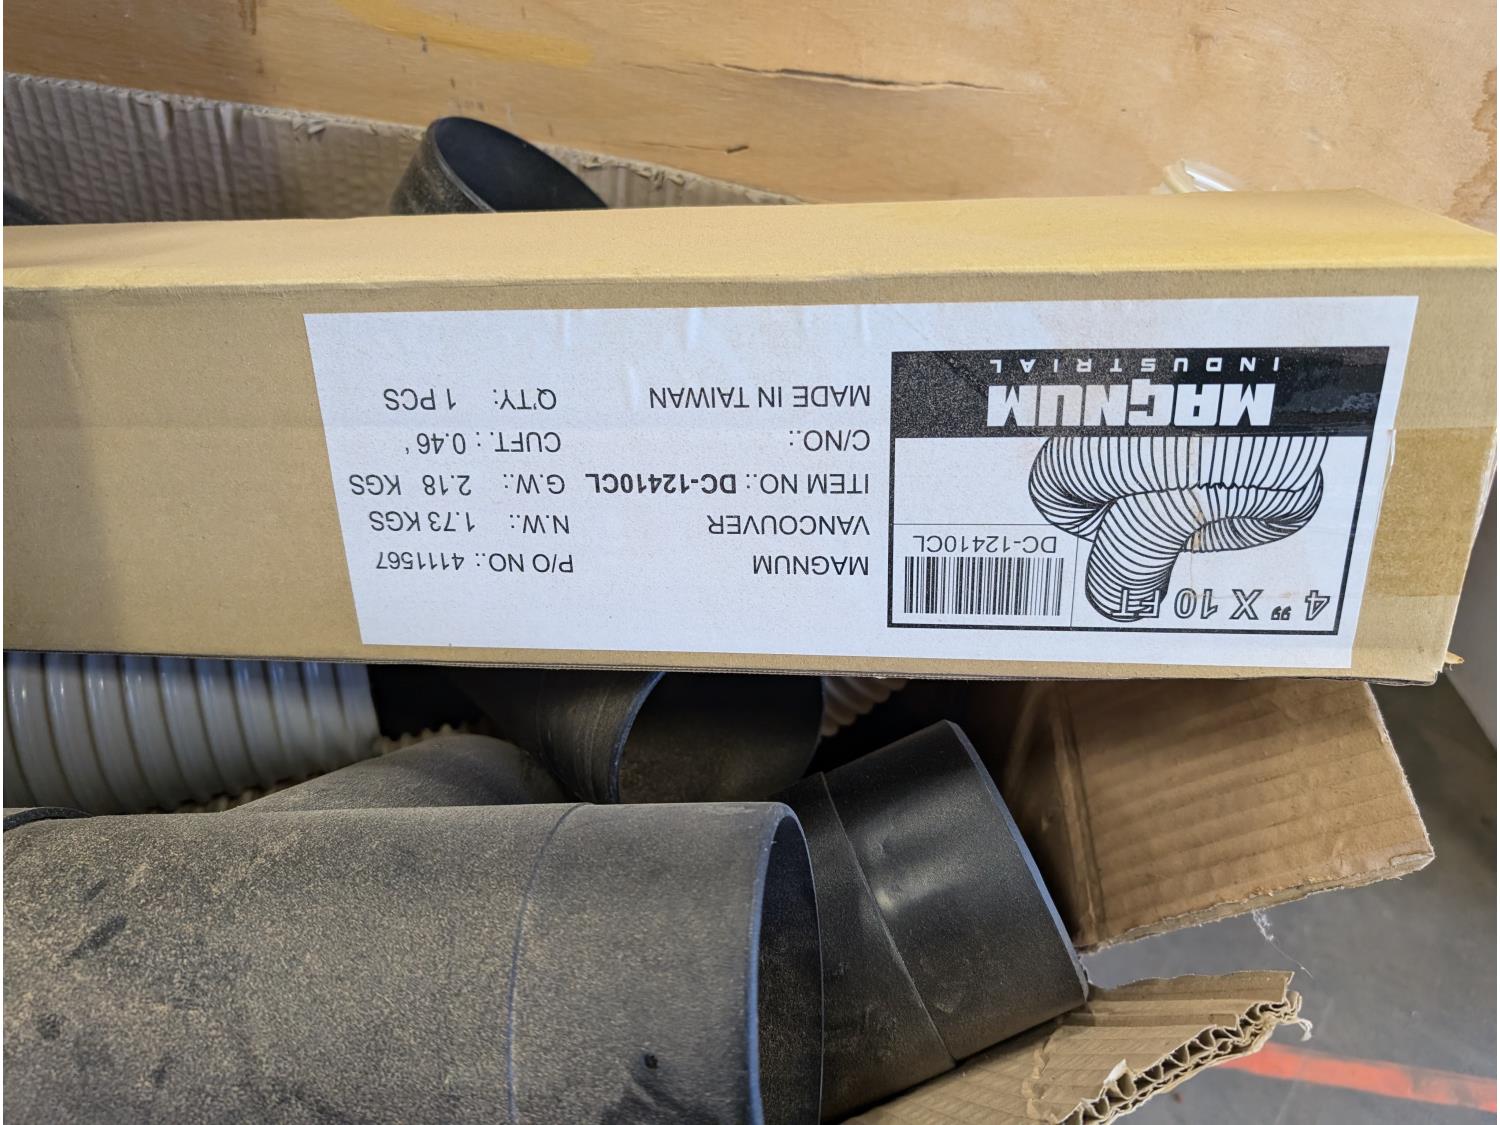 MAGNUM
INDUSTRIAL
4" X 10 FT
DC-12410CL
MAGNUM
VANCOUVER
ITEM NO.: DC-12410CL
C/NO.:
MADE IN TAIWAN
P/O NO.: 4111567
N.W.: 1.73 KGS
G.W.: 2.18 KGS
CUFT.: 0.46 '
Q'TY: 1 PCS